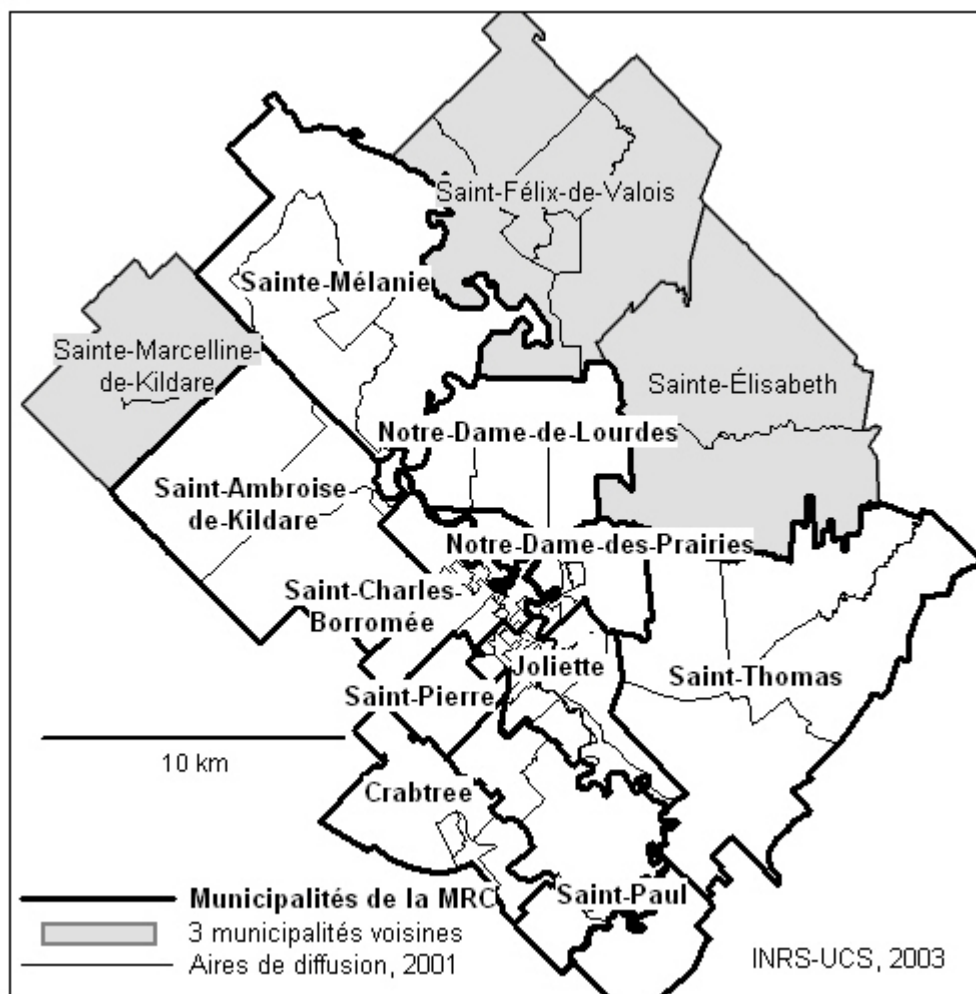 Saint-Félix-de-Valois
Sainte-Mélanie
Sainte-Marcelline-
de-Kildare
Sainte-Élisabeth
Notre-Dame-de-Lourdes
Saint-Ambroise
de-Kildare
Notre-Dame-des-Prairies
Saint-Charles-
Borromée
Joliette
Saint-Thomas
Saint-Pierre
10 km
Crabtree
Saint-Paul
Municipalités de la MRC
3 municipalités voisines
Aires de diffusion, 2001
INRS-UCS, 2003